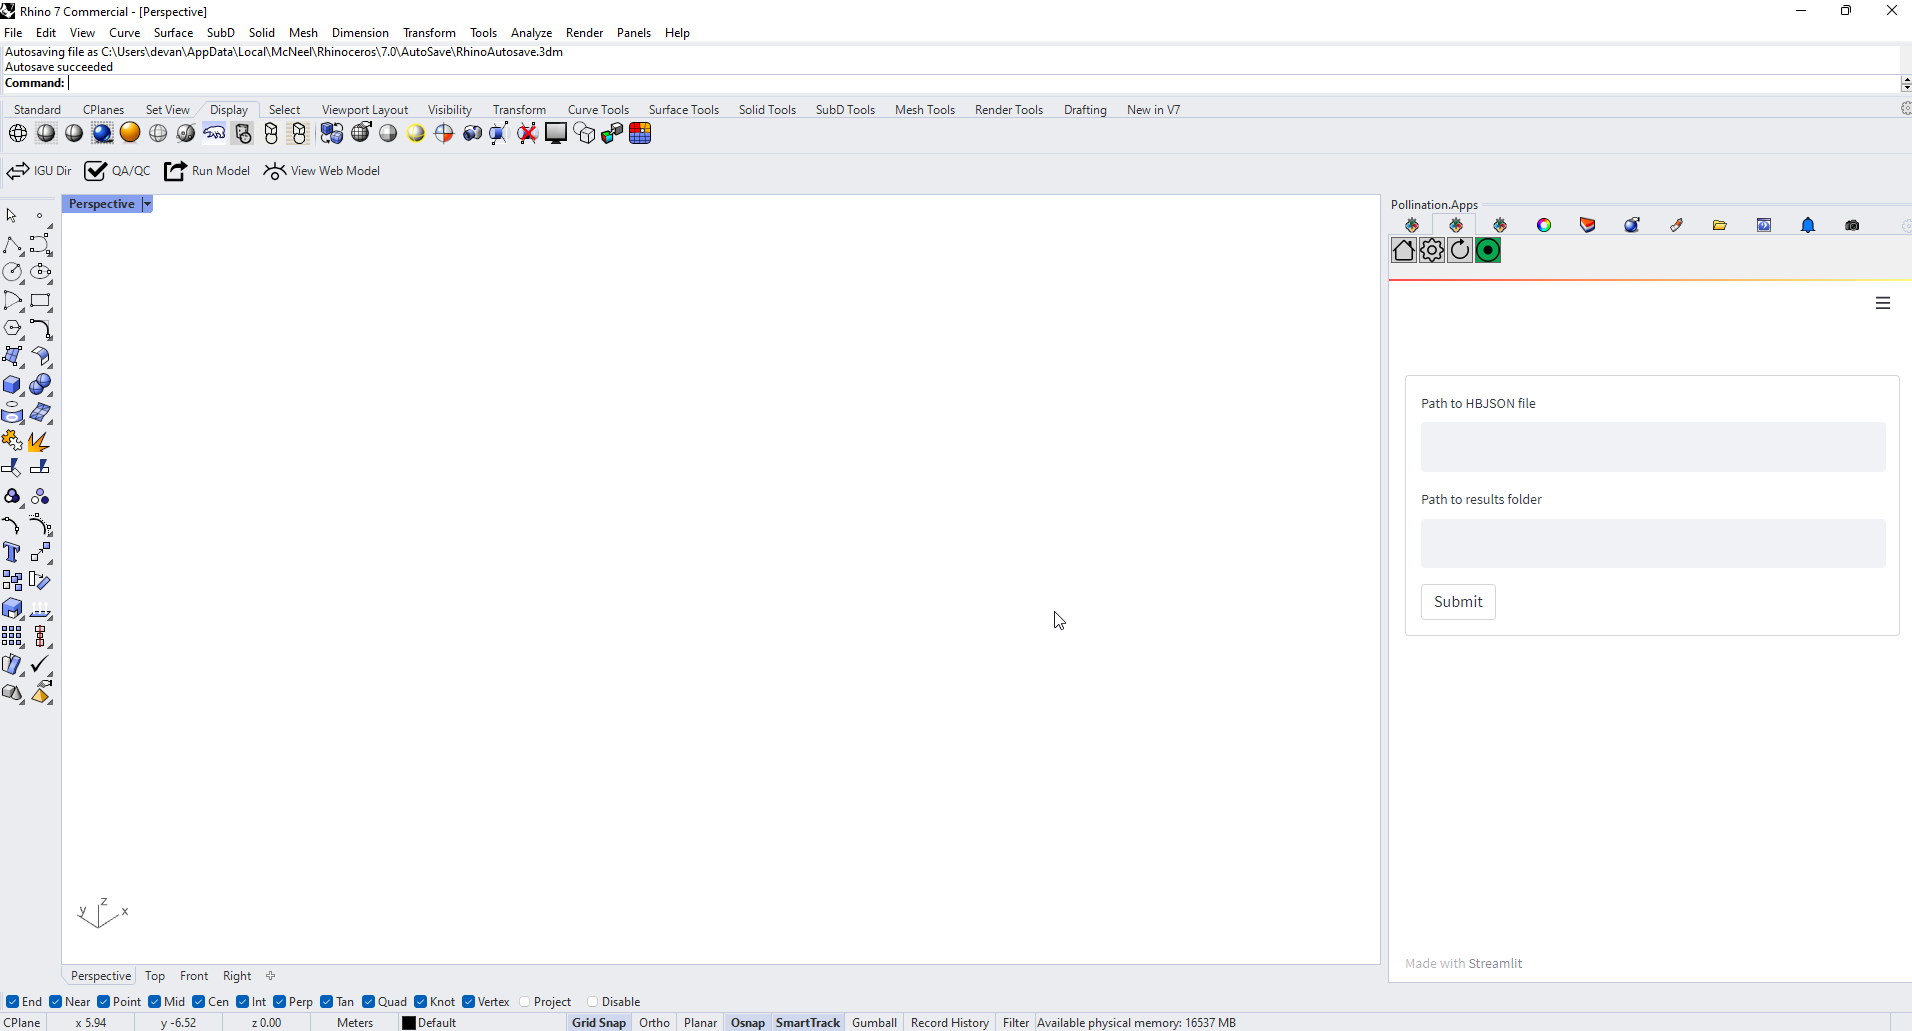 Rhino 7 Commercial - [Perspective]
File Edit View Curve Surface SubD Solid Mesh Dimension Transform Tools Analyze Render Panels Help
Autosaving file as C:\Users\devan\AppData\Local\McNeel\Rhinoceros\7.0\AutoSave\RhinoAutosave.3dm
Autosave succeeded
Command:
Standard CPlanes Set View Display Select Viewport Layout Visibility Transform Curve Tools Surface Tools Solid Tools SubD Tools Mesh Tools Render Tools Drafting New in V7
IGU Dir QA/QC Run Model View Web Model
Perspective
Pollination.Apps
Path to HBJSON file
Path to results folder
Submit
z
y x
Made with Streamlit
Perspective Top Front Right
End Near Point Mid Cen Int Perp Tan Quad Knot Vertex Project Disable
CPlane x 5.94 y -6.52 z 0.00 Meters Default Grid Snap Ortho Planar Osnap SmartTrack Gumball Record History Filter Available physical memory: 16537 MB